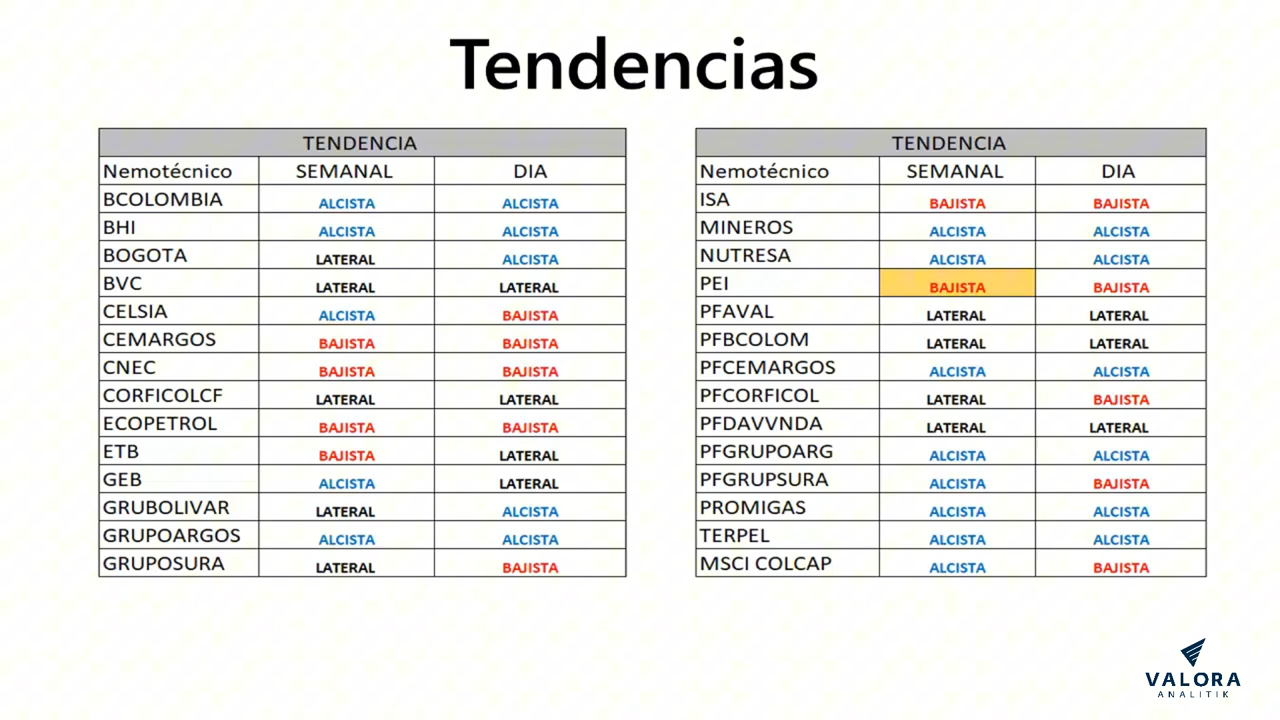 Tendencias
TENDENCIA
Nemotécnico SEMANAL DIA
BCOLOMBIA ALCISTA ALCISTA
BHI ALCISTA ALCISTA
BOGOTA LATERAL ALCISTA
BVC LATERAL LATERAL
CELSIA ALCISTA BAJISTA
CEMARGOS BAJISTA BAJISTA
CNEC BAJISTA BAJISTA
CORFICOLCF LATERAL LATERAL
ECOPETROL BAJISTA BAJISTA
ETB BAJISTA LATERAL
GEB ALCISTA LATERAL
GRUBOLIVAR LATERAL ALCISTA
GRUPOARGOS ALCISTA ALCISTA
GRUPOSURA LATERAL BAJISTA
TENDENCIA
Nemotécnico SEMANAL DIA
ISA BAJISTA BAJISTA
MINEROS ALCISTA ALCISTA
NUTRESA ALCISTA ALCISTA
PEI BAJISTA BAJISTA
PFAVAL LATERAL LATERAL
PFBCOLOM LATERAL LATERAL
PFCEMARGOS ALCISTA ALCISTA
PFCORFICOL LATERAL BAJISTA
PFDAVVNDA LATERAL LATERAL
PFGRUPOARG ALCISTA ALCISTA
PFGRUPSURA ALCISTA BAJISTA
PROMIGAS ALCISTA ALCISTA
TERPEL ALCISTA ALCISTA
MSCI COLCAP ALCISTA BAJISTA
VALORA
ANALITIK